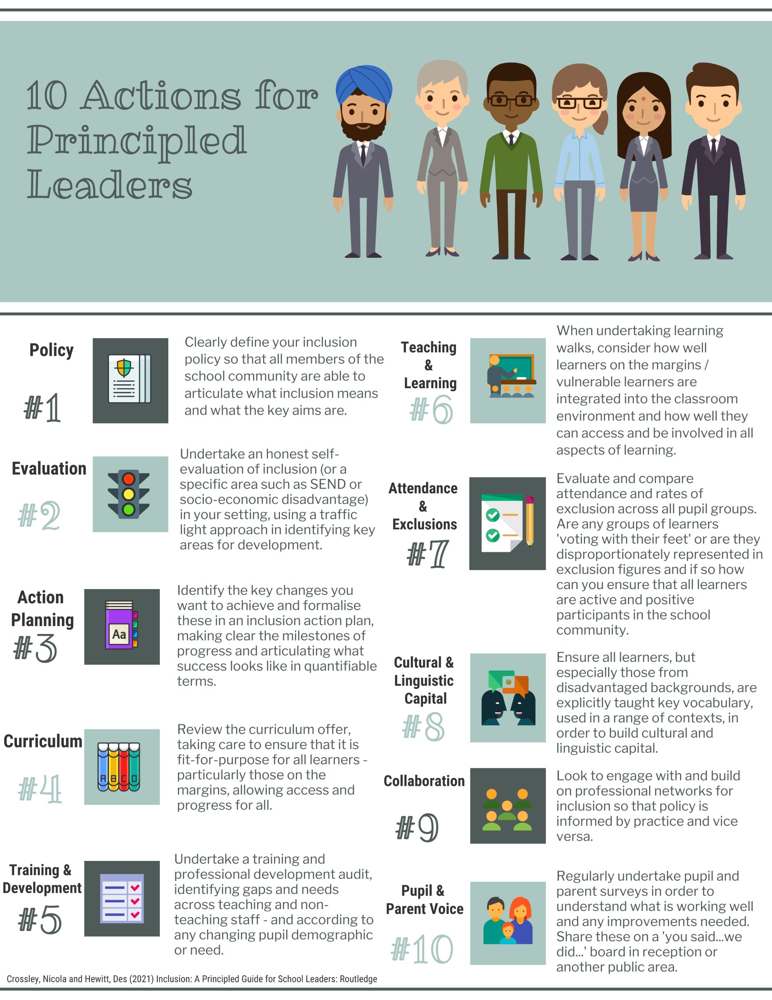 10 Actions for
Principled
Leaders
Policy
#1
Clearly define your inclusion
policy so that all members of the
school community are able to
articulate what inclusion means
and what the key aims are.
Evaluation
#2
Undertake an honest self-
evaluation of inclusion (or a
specific area such as SEND or
socio-economic disadvantage)
in your setting, using a traffic
light approach in identifying key
areas for development.
Action
Planning
#3
Aa
Identify the key changes you
want to achieve and formalise
these in an inclusion action plan,
making clear the milestones of
progress and articulating what
success looks like in quantifiable
terms.
Curriculum
#4
A B C D
Review the curriculum offer,
taking care to ensure that it is
fit-for-purpose for all learners -
particularly those on the
margins, allowing access and
progress for all.
Training &
Development
#5
Undertake a training and
professional development audit,
identifying gaps and needs
across teaching and non-
teaching staff - and according to
any changing pupil demographic
or need.
Teaching
&
Learning
#6
When undertaking learning
walks, consider how well
learners on the margins /
vulnerable learners are
integrated into the classroom
environment and how well they
can access and be involved in all
aspects of learning.
Attendance
&
Exclusions
#7
Evaluate and compare
attendance and rates of
exclusion across all pupil groups.
Are any groups of learners
'voting with their feet' or are they
disproportionately represented in
exclusion figures and if so how
can you ensure that all learners
are active and positive
participants in the school
community.
Cultural &
Linguistic
Capital
#8
Ensure all learners, but
especially those from
disadvantaged backgrounds, are
explicitly taught key vocabulary,
used in a range of contexts, in
order to build cultural and
linguistic capital.
Collaboration
#9
Look to engage with and build
on professional networks for
inclusion so that policy is
informed by practice and vice
versa.
Pupil &
Parent Voice
#10
Regularly undertake pupil and
parent surveys in order to
understand what is working well
and any improvements needed.
Share these on a 'you said...we
did...' board in reception or
another public area.
Crossley, Nicola and Hewitt, Des (2021) Inclusion: A Principled Guide for School Leaders: Routledge